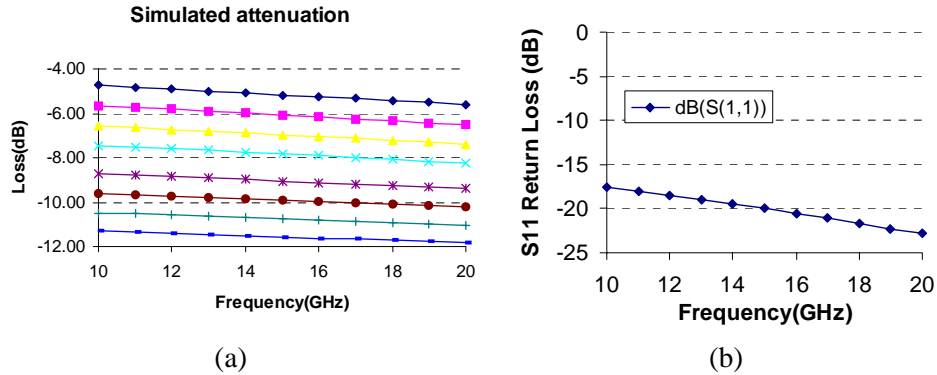 Simulated attenuation
-4.00
-6.00
-8.00
-10.00
-12.00
Loss(dB)
10 12 14 16 18 20
Frequency(GHz)
(a)
0
-5
-10
-15
-20
-25
S11 Return Loss (dB)
dB(S(1,1))
10 12 14 16 18 20
Frequency(GHz)
(b)